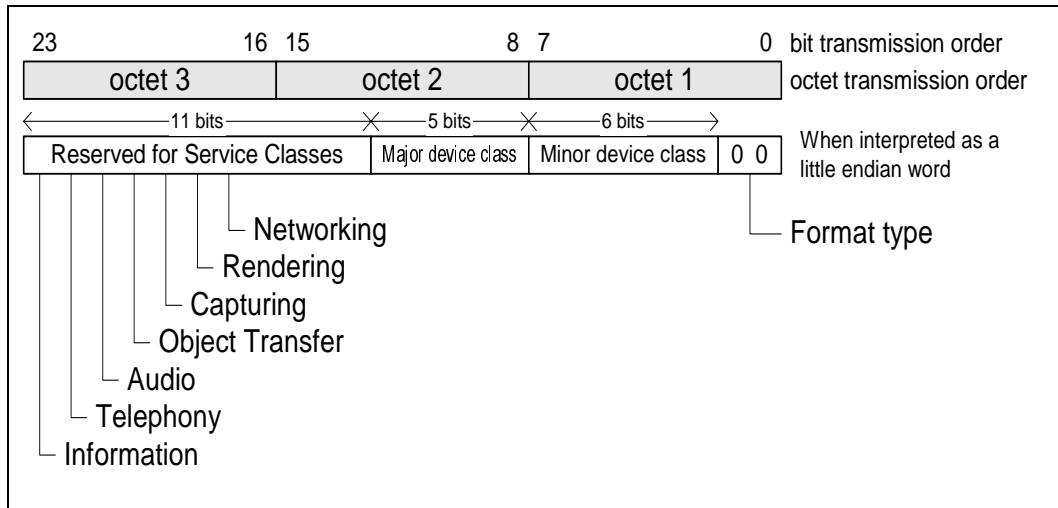 23 16 15 8 7 0 bit transmission order
octet 3 octet 2 octet 1 octet transmission order
11 bits 5 bits 6 bits
Reserved for Service Classes Major device class Minor device class 0 0
When interpreted as a
little endian word
Networking
Format type
Rendering
Capturing
Object Transfer
Audio
Telephony
Information